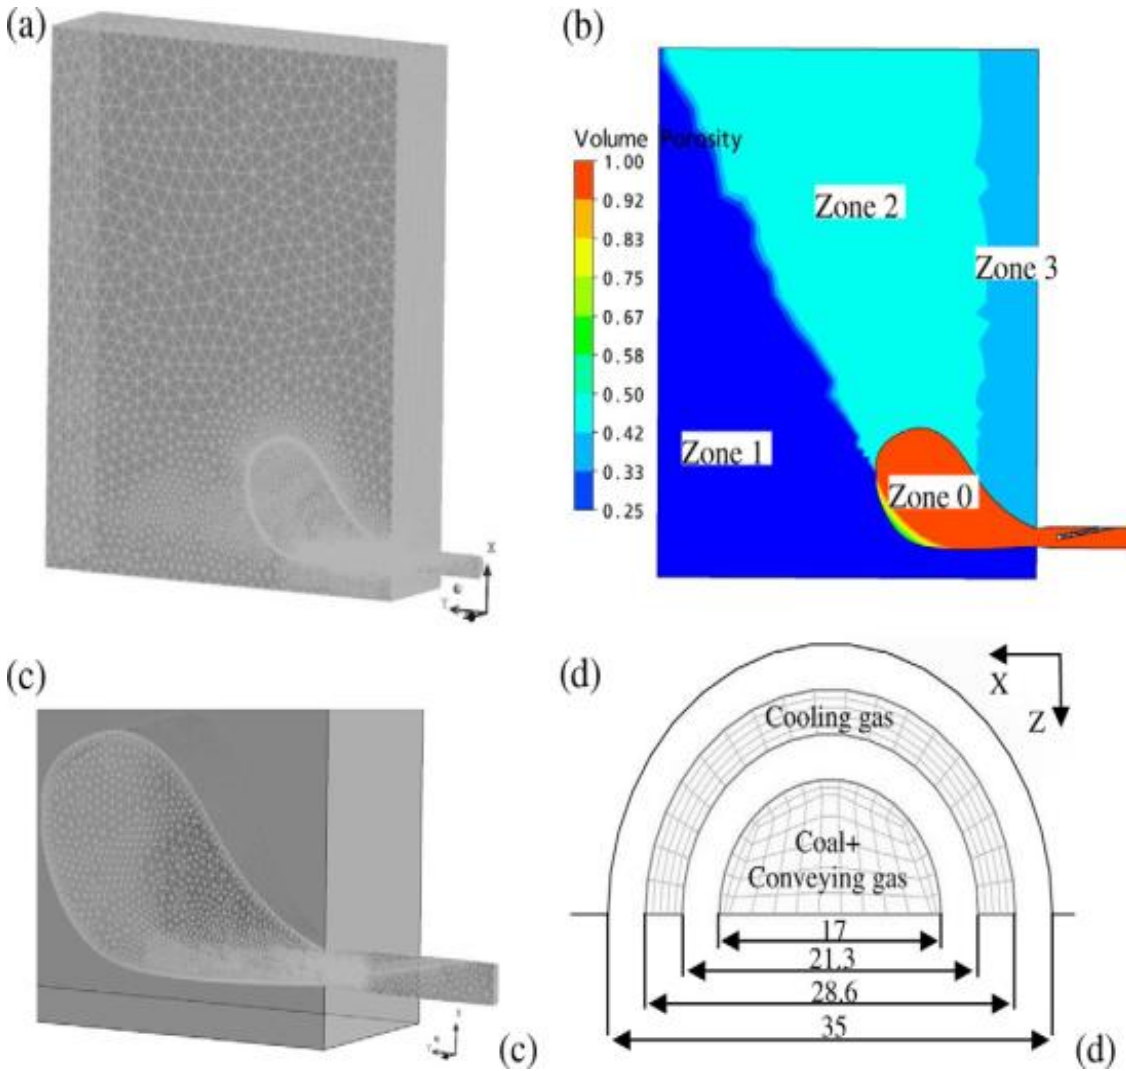 (a)
X
Y
(b)
Volume Porosity
1.00
0.92
0.83
0.75
0.67
0.58
0.50
0.42
0.33
0.25
Zone 2
Zone 3
Zone 1
Zone 0
(c)
(c)
(d)
X
Z
Cooling gas
Coal+
Conveying gas
17
21.3
28.6
35
(d)